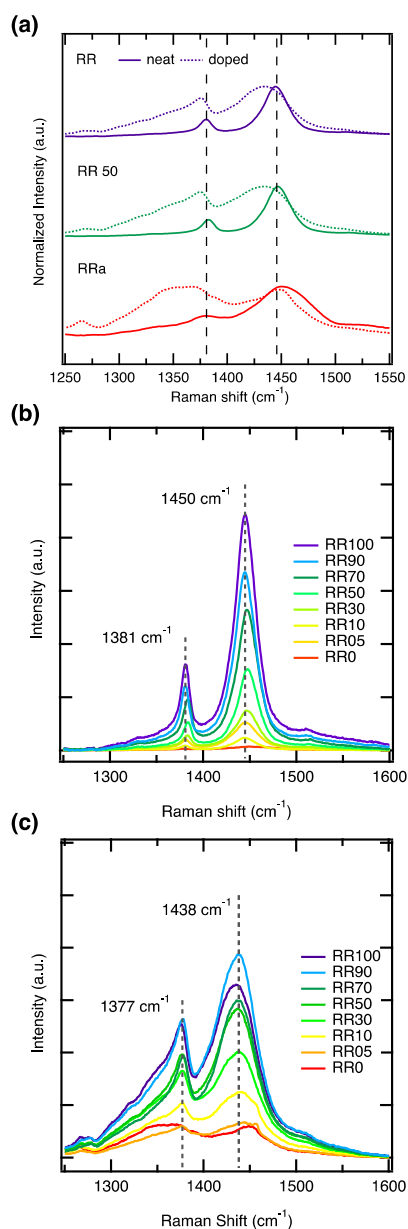 (a)
RR neat doped
RR 50
RRa
Normalized Intensity (a.u.)
1250 1300 1350 1400 1450 1500 1550
Raman shift (cm⁻¹)
(b)
1450 cm⁻¹
1381 cm⁻¹
RR100
RR90
RR70
RR50
RR30
RR10
RR05
RR0
Intensity (a.u.)
1300 1400 1500 1600
Raman shift (cm⁻¹)
(c)
1438 cm⁻¹
1377 cm⁻¹
RR100
RR90
RR70
RR50
RR30
RR10
RR05
RR0
Intensity (a.u.)
1300 1400 1500 1600
Raman Shift (cm⁻¹)